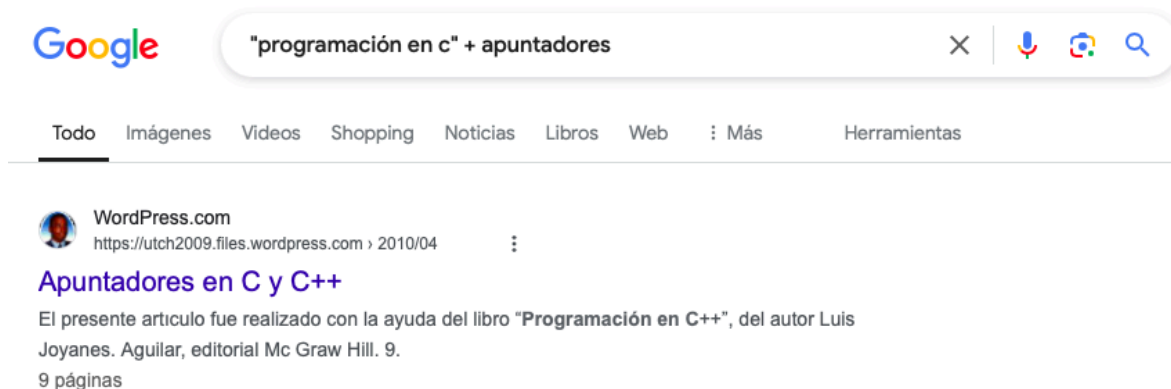 Google "programación en c" + apuntadores
Todo Imágenes Videos Shopping Noticias Libros Web Más Herramientas
WordPress.com
https://utch2009.files.wordpress.com › 2010/04
Apuntadores en C y C++
El presente artıculo fue realizado con la ayuda del libro “Programación en C++”, del autor Luis
Joyanes. Aguilar, editorial Mc Graw Hill. 9.
9 páginas